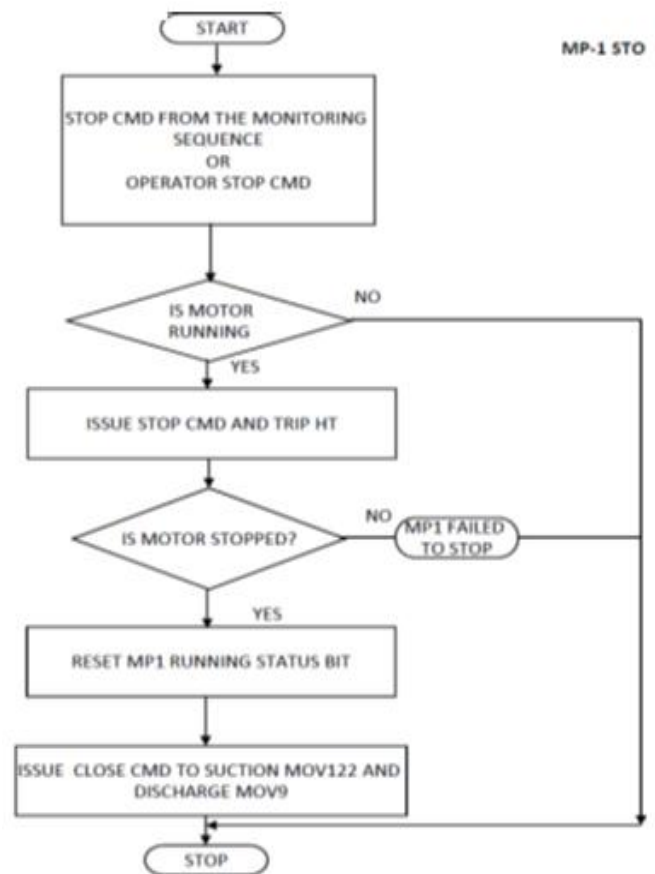 START
MP-1 STO
STOP CMD FROM THE MONITORING
SEQUENCE
OR
OPERATOR STOP CMD
IS MOTOR
RUNNING
NO
YES
ISSUE STOP CMD AND TRIP HT
IS MOTOR STOPPED?
NO
MP1 FAILED
TO STOP
YES
RESET MP1 RUNNING STATUS BIT
ISSUE CLOSE CMD TO SUCTION MOV122 AND
DISCHARGE MOV9
STOP